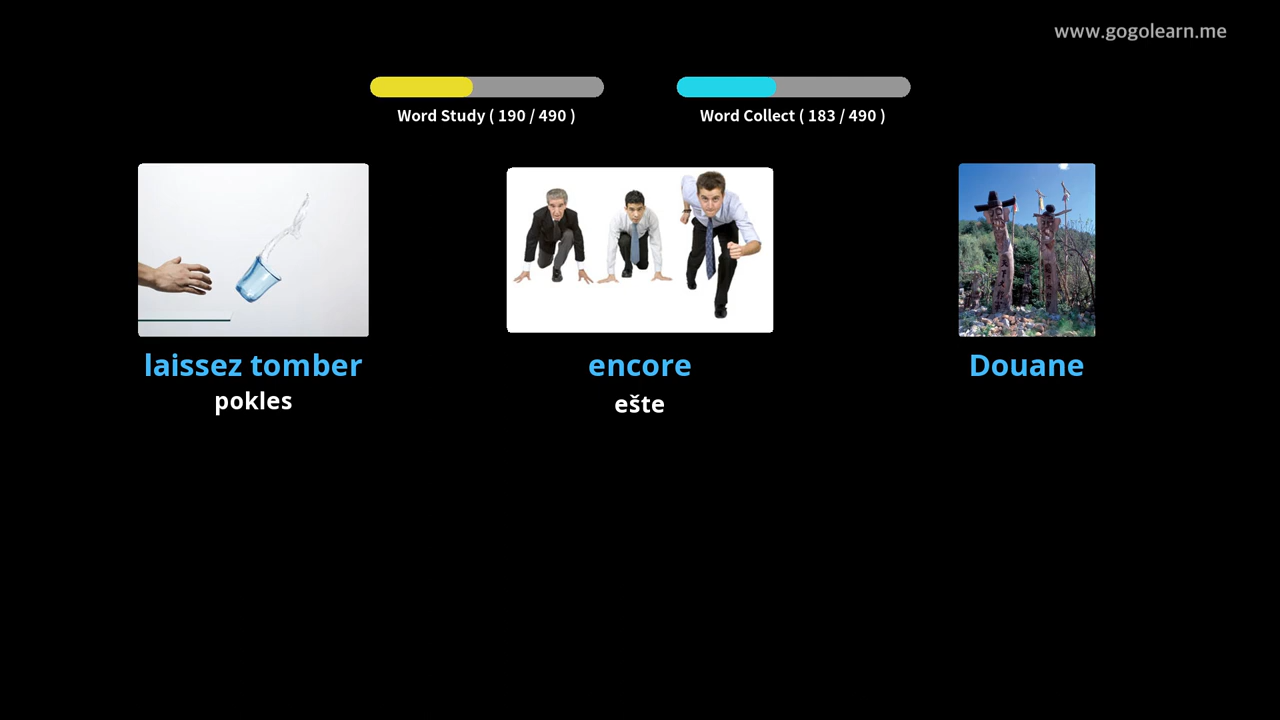 www.gogolearn.me
Word Study ( 190 / 490 )
Word Collect ( 183 / 490 )
laissez tomber
pokles
encore
ešte
Douane